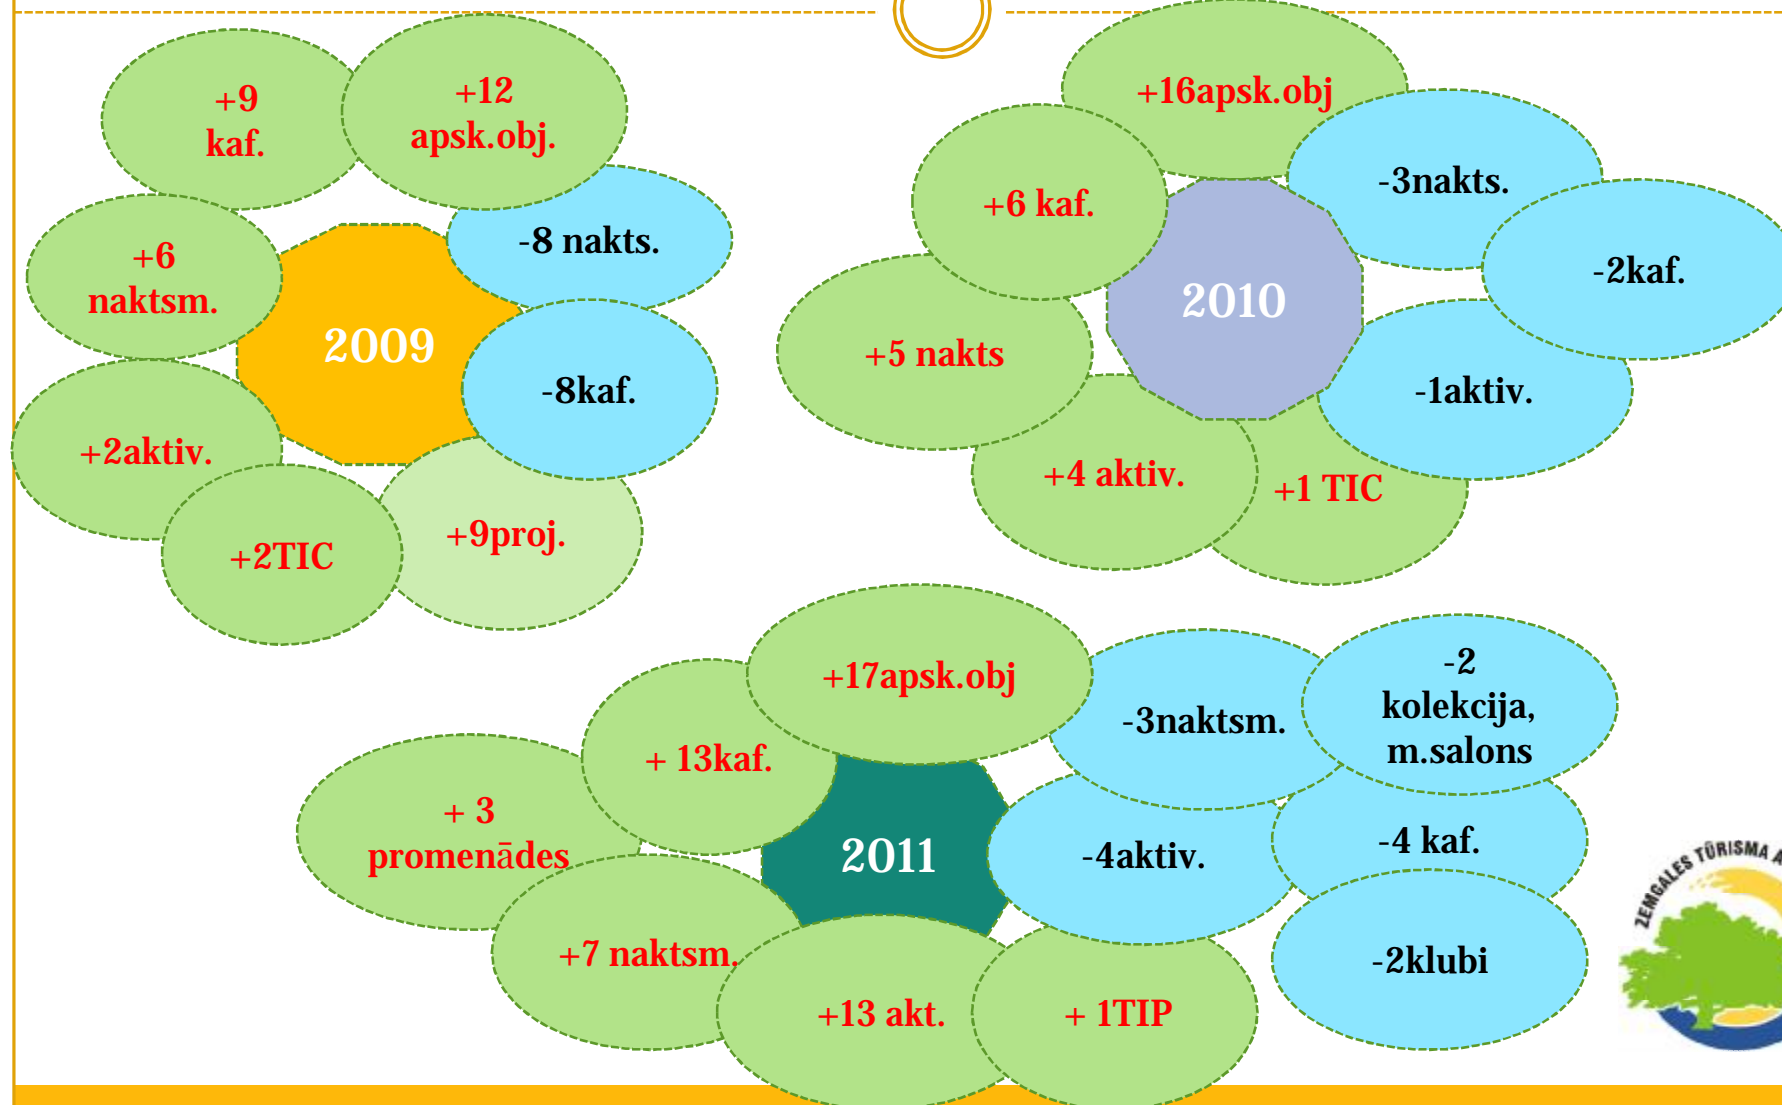 +9
kaf.
+12
apsk.obj.
-8 nakts.
+6
naktsm.
2009
-8kaf.
+2aktiv.
+2TIC
+9proj.
+16apsk.obj
-3nakts.
+6 kaf.
-2kaf.
2010
+5 nakts
-1aktiv.
+4 aktiv.
+1 TIC
+17apsk.obj
-3naktsm.
-2
kolekcija,
m.salons
+ 13kaf.
+ 3
promenādes
2011
-4aktiv.
-4 kaf.
+7 naktsm.
-2klubi
+13 akt.
+ 1TIP
ZEMGALES TŪRISMA A